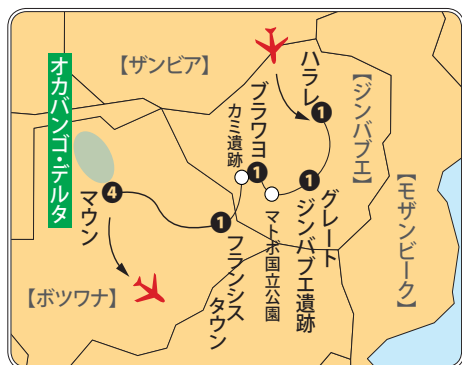 【ザンビア】
ハラレ
1
【ジンバブエ】
オカバンゴ・デルタ
ブラワヨ
カミ遺跡
1
1
グレート
ジンバブエ遺跡
マトボ国立公園
【モザンビーク】
4
マウン
1
フランシス
タウン
【ボツワナ】